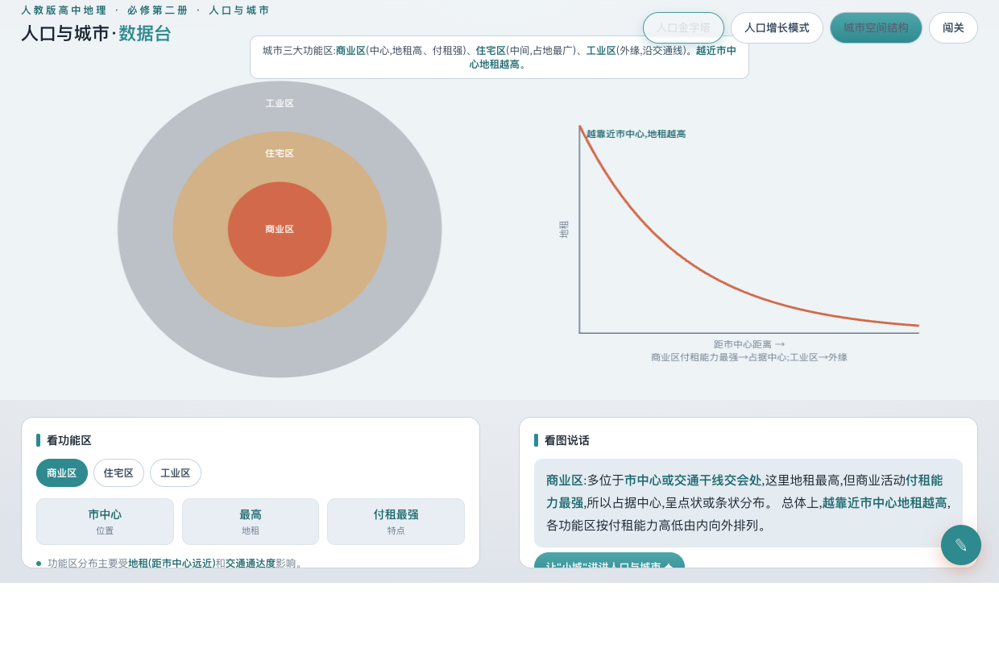 人教版高中地理 · 必修第二册 · 人口与城市
人口与城市·数据台
人口金字塔
人口增长模式
城市空间结构
闯关
城市三大功能区:商业区(中心,地租高、付租强)、住宅区(中间,占地最广)、工业区(外缘,沿交通线)。越近市中
心地租越高。
工业区
住宅区
商业区
越靠近市中心,地租越高
地租
距市中心距离 →
商业区付租能力最强→占据中心;工业区→外缘
看功能区
商业区
住宅区
工业区
市中心
位置
最高
地租
付租最强
特点
功能区分布主要受地租(距市中心远近)和交通通达度影响。
看图说话
商业区:多位于市中心或交通干线交会处,这里地租最高,但商业活动付租能
力最强,所以占据中心,呈点状或条状分布。 总体上,越靠近市中心地租越高,
各功能区按付租能力高低由内向外排列。
让"小域"讲讲人口与城市 ✦